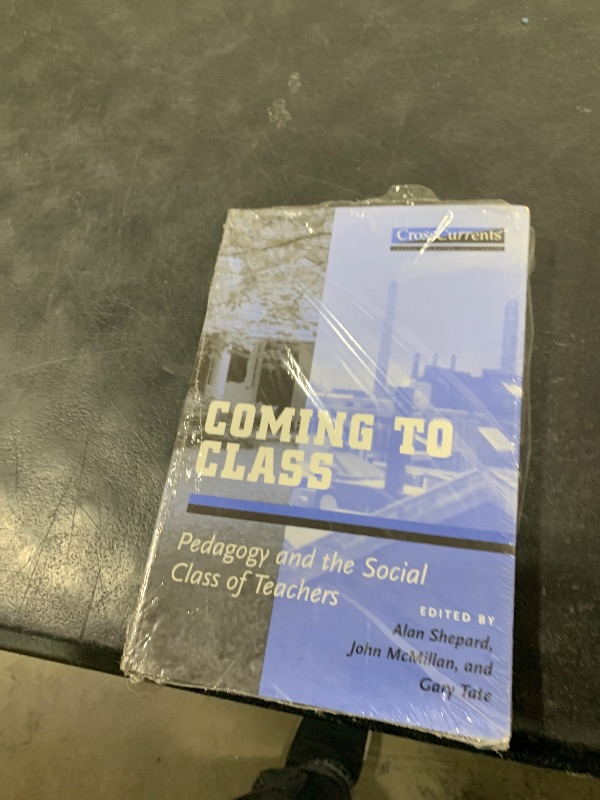 CrossCurrents
COMING TO
CLASS
Pedagogy and the Social
Class of Teachers
EDITED BY
Alan Shepard,
John McMillan, and
Gary Tate